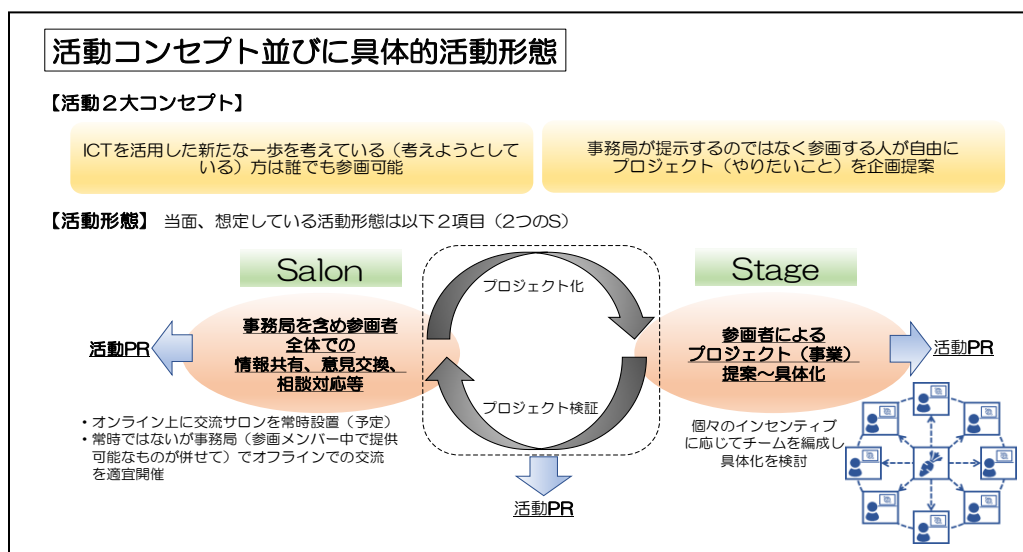 活動コンセプト並びに具体的活動形態
【活動２大コンセプト】
ICTを活用した新たな一歩を考えている（考えようとして
いる）方は誰でも参画可能
事務局が提示するのではなく参画する人が自由に
プロジェクト（やりたいこと）を企画提案
【活動形態】 当面、想定している活動形態は以下２項目（2つのS）
Salon
Stage
プロジェクト化
事務局を含め参画者
全体での
情報共有、意見交換、
相談対応等
参画者による
プロジェクト（事業）
提案～具体化
活動PR
活動PR
プロジェクト検証
・オンライン上に交流サロンを常時設置（予定）
・常時ではないが事務局（参画メンバー中で提供
可能なものが併せて）でオフラインでの交流
を適宜開催
個々のインセンティブ
に応じてチームを編成し
具体化を検討
活動PR